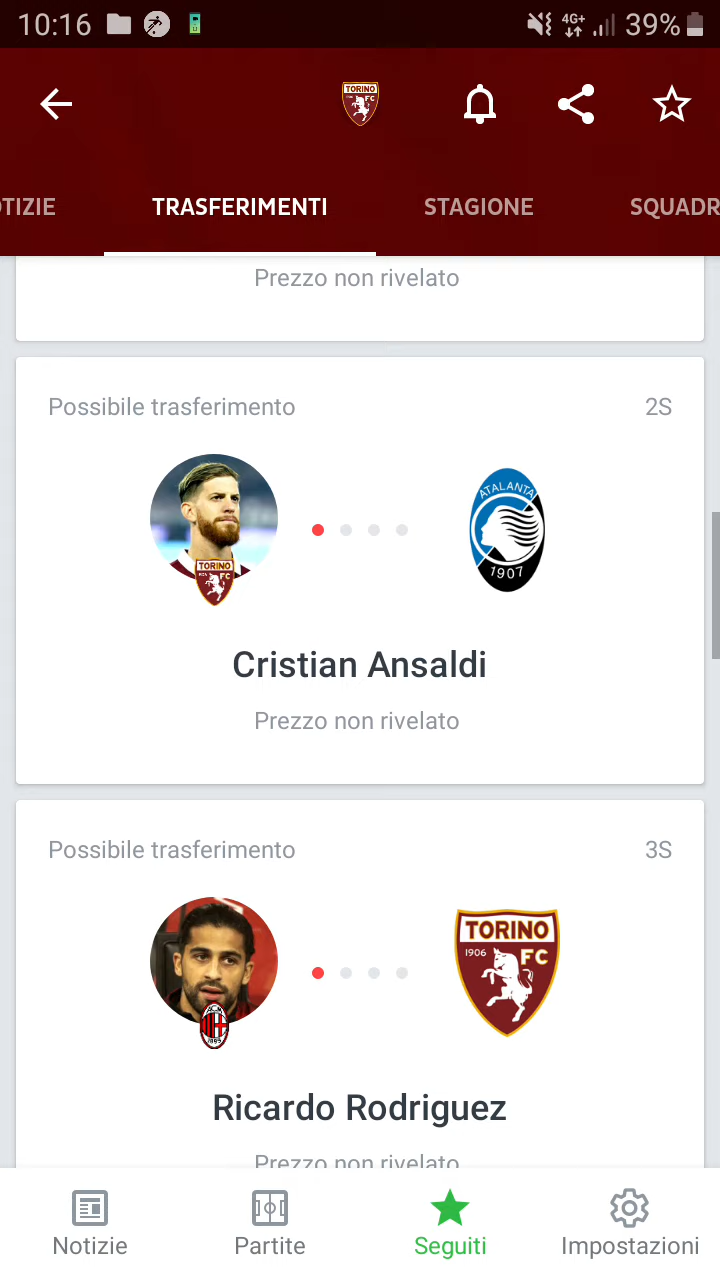 10:16
4G+
39%
TORINO
FC
OTIZIE
TRASFERIMENTI
STAGIONE
SQUADR
Prezzo non rivelato
Possibile trasferimento
2S
ATALANTA
1907
TORINO
FC
Cristian Ansaldi
Prezzo non rivelato
Possibile trasferimento
3S
TORINO
1906
FC
1899
Ricardo Rodriguez
Prezzo non rivelato
Notizie
Partite
Seguiti
Impostazioni